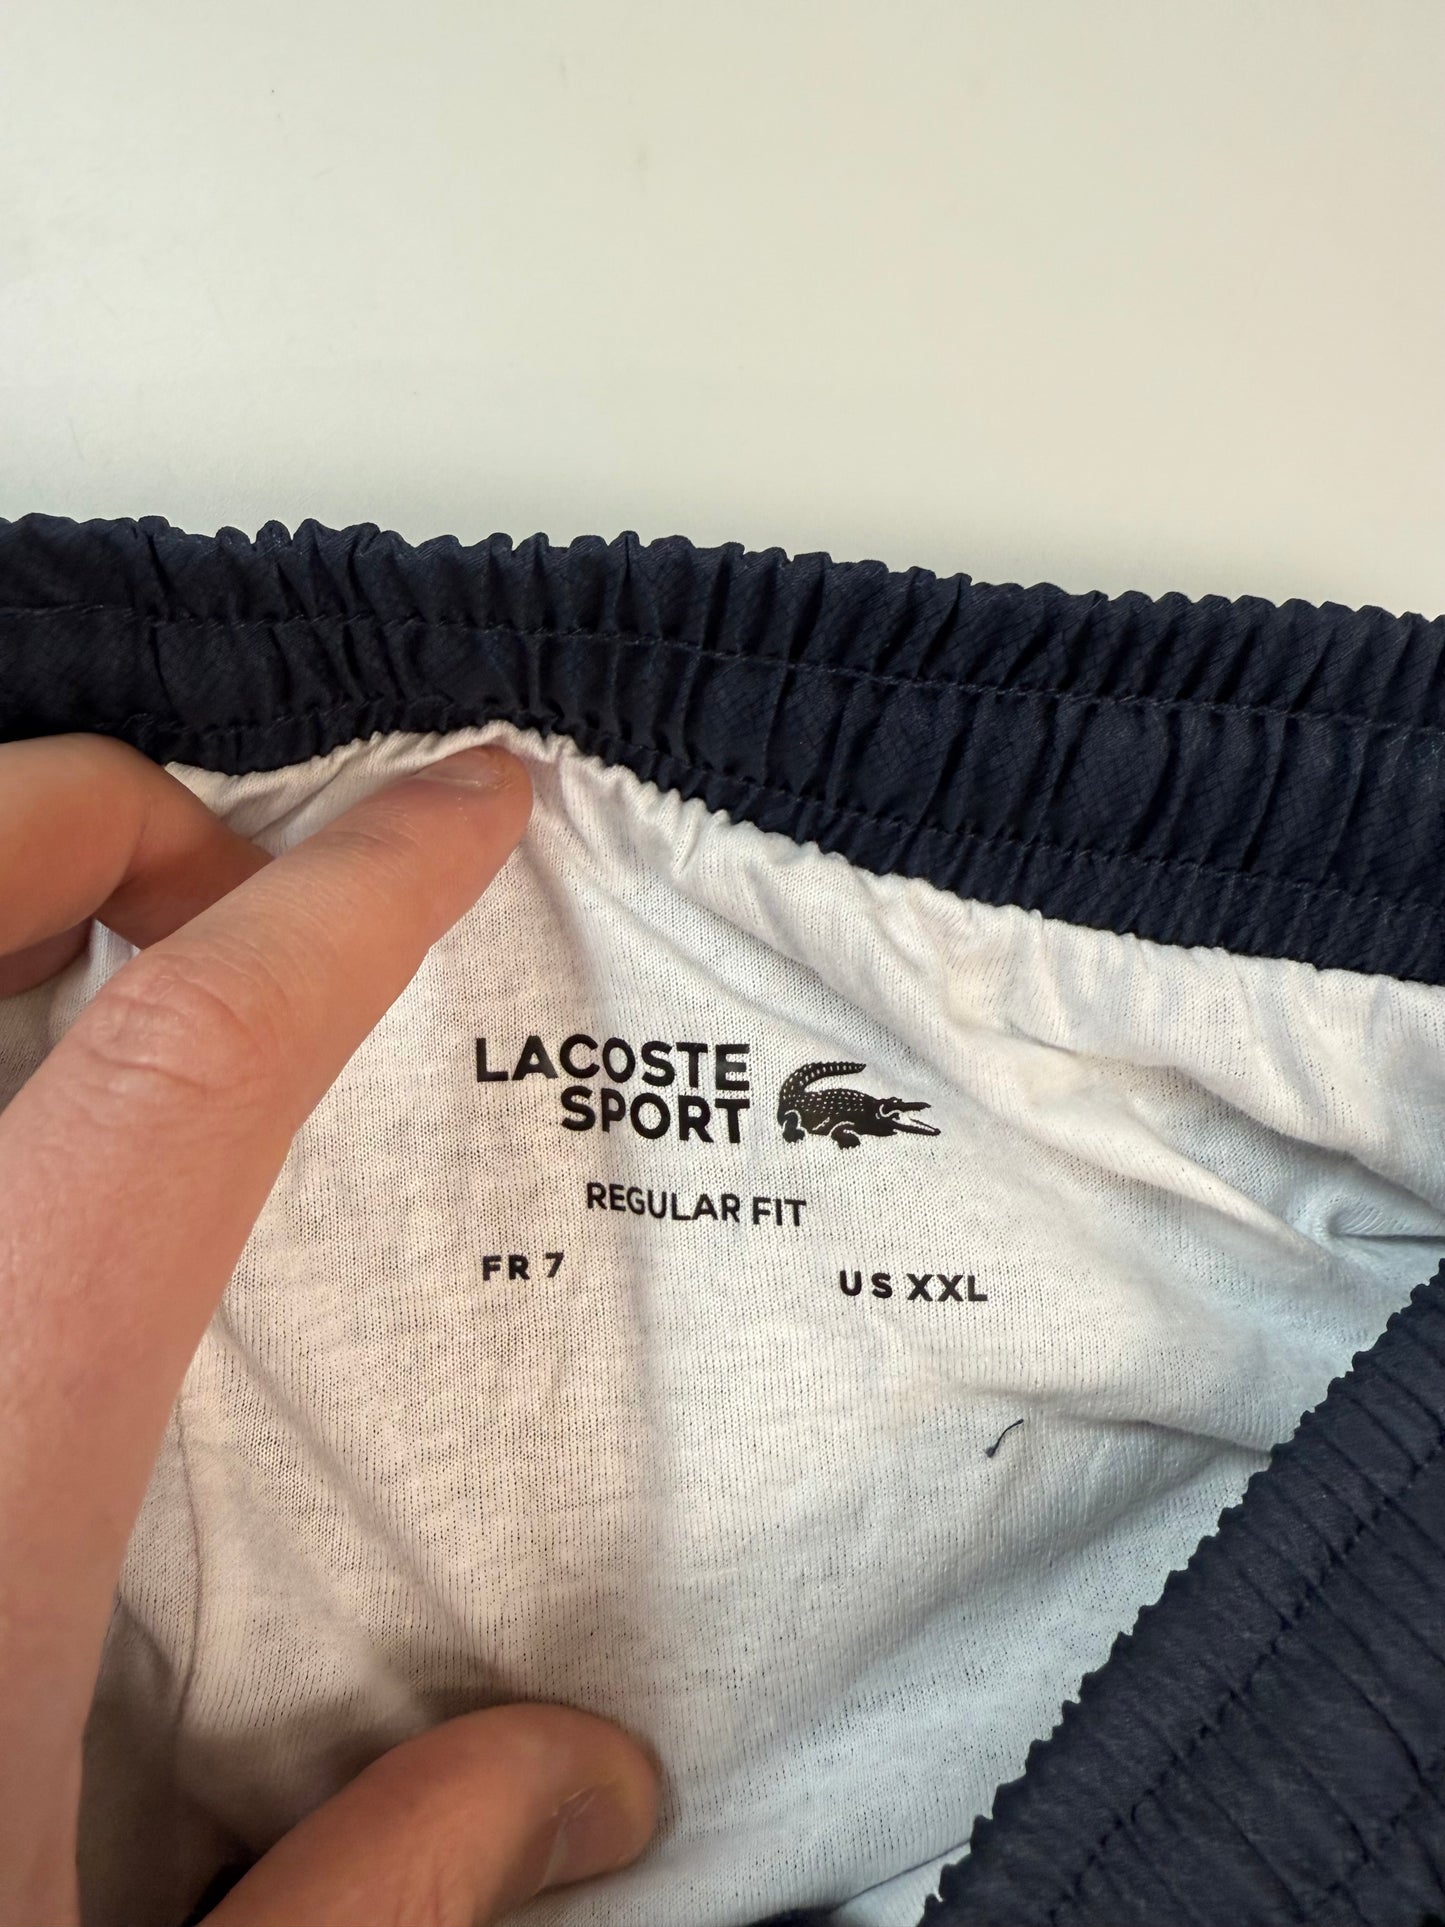 LACOSTE
SPORT
REGULAR FIT
FR 7
US XXL